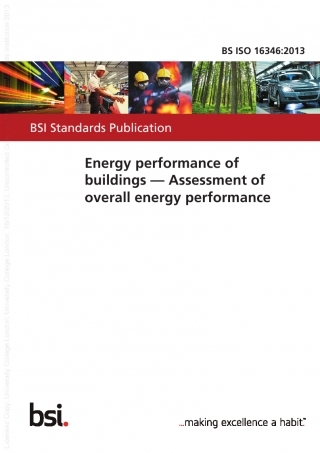 BS ISO 16346:2013
BSI Standards Publication
Energy performance of
buildings — Assessment of
overall energy performance
bsi.
...making excellence a habit.™